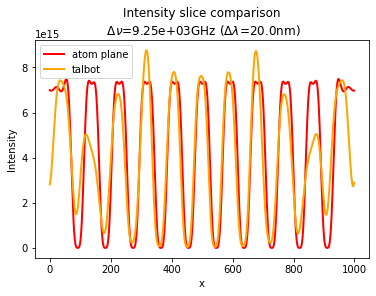 Intensity slice comparison
Δν=9.25e+03GHz (Δλ=20.0nm)
1e15
atom plane
talbot
8
6
4
2
0
Intensity
0 200 400 600 800 1000
x